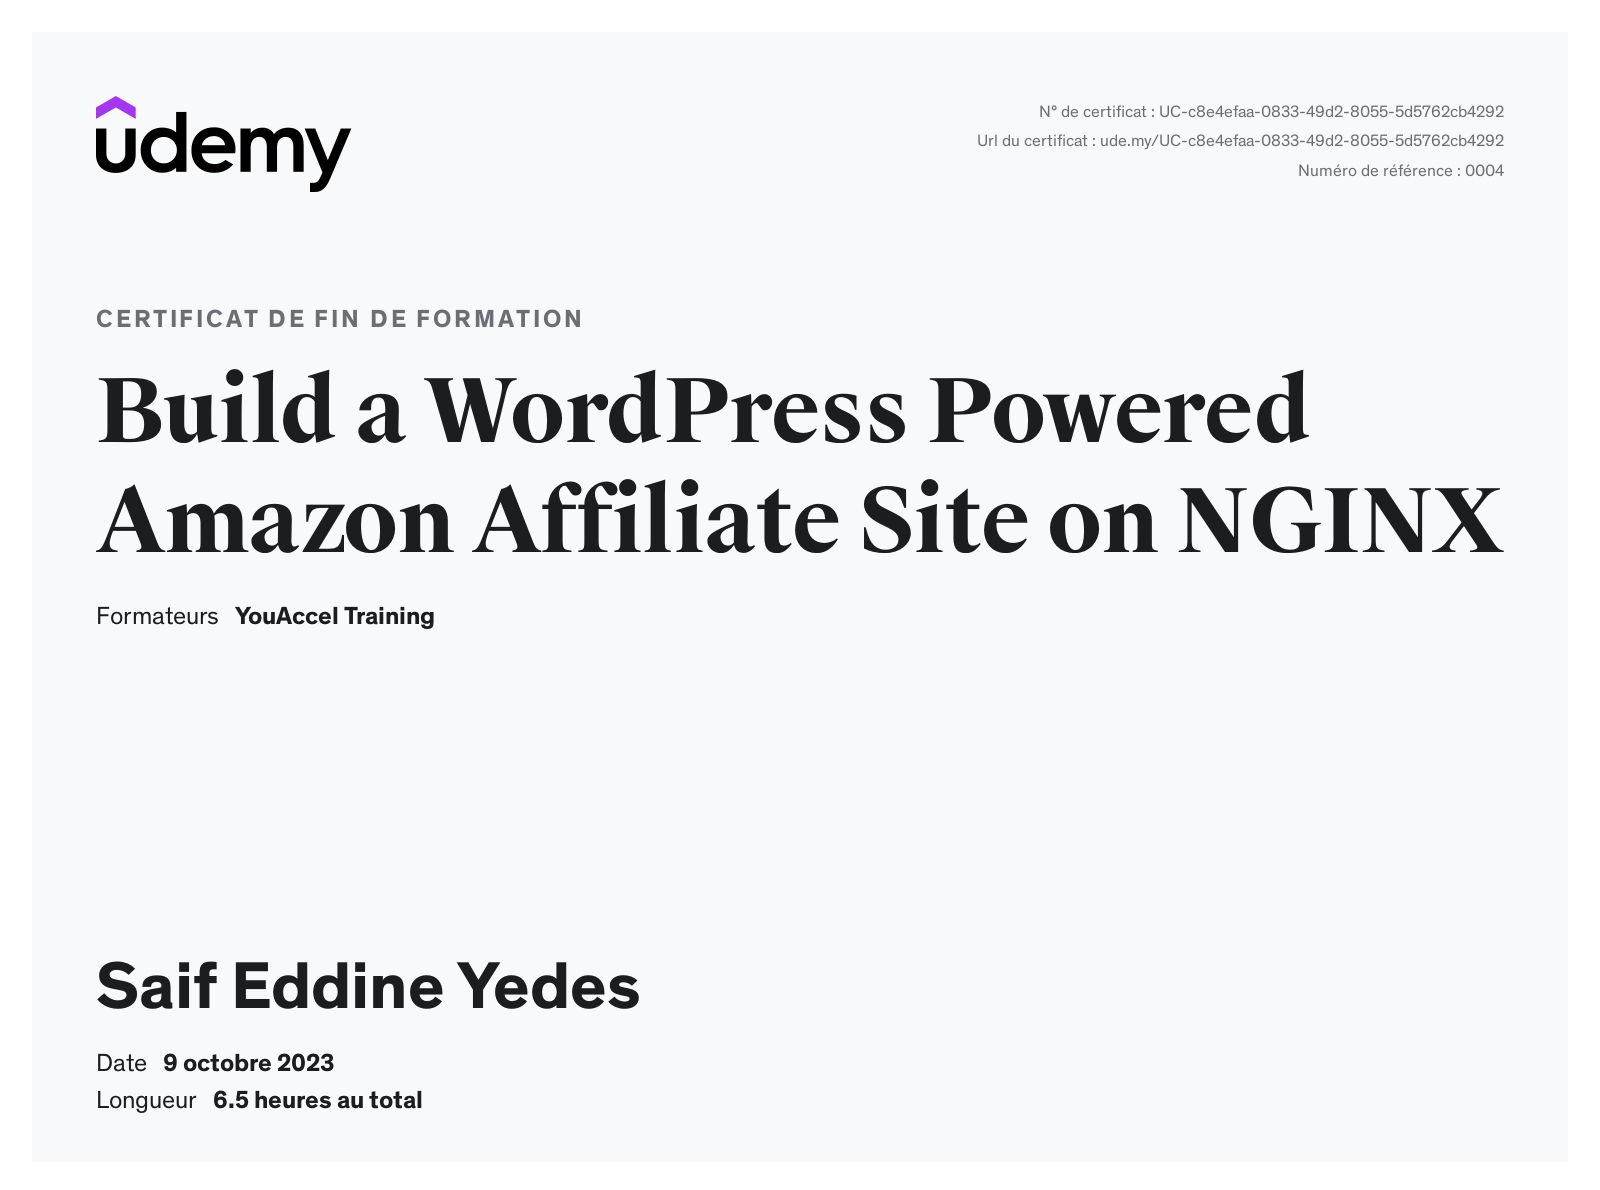 udemy
N° de certificat : UC-c8e4efaa-0833-49d2-8055-5d5762cb4292
Url du certificat : ude.my/UC-c8e4efaa-0833-49d2-8055-5d5762cb4292
Numéro de référence : 0004
CERTIFICAT DE FIN DE FORMATION
Build a WordPress Powered
Amazon Affiliate Site on NGINX
Formateurs YouAccel Training
Saif Eddine Yedes
Date 9 octobre 2023
Longueur 6.5 heures au total